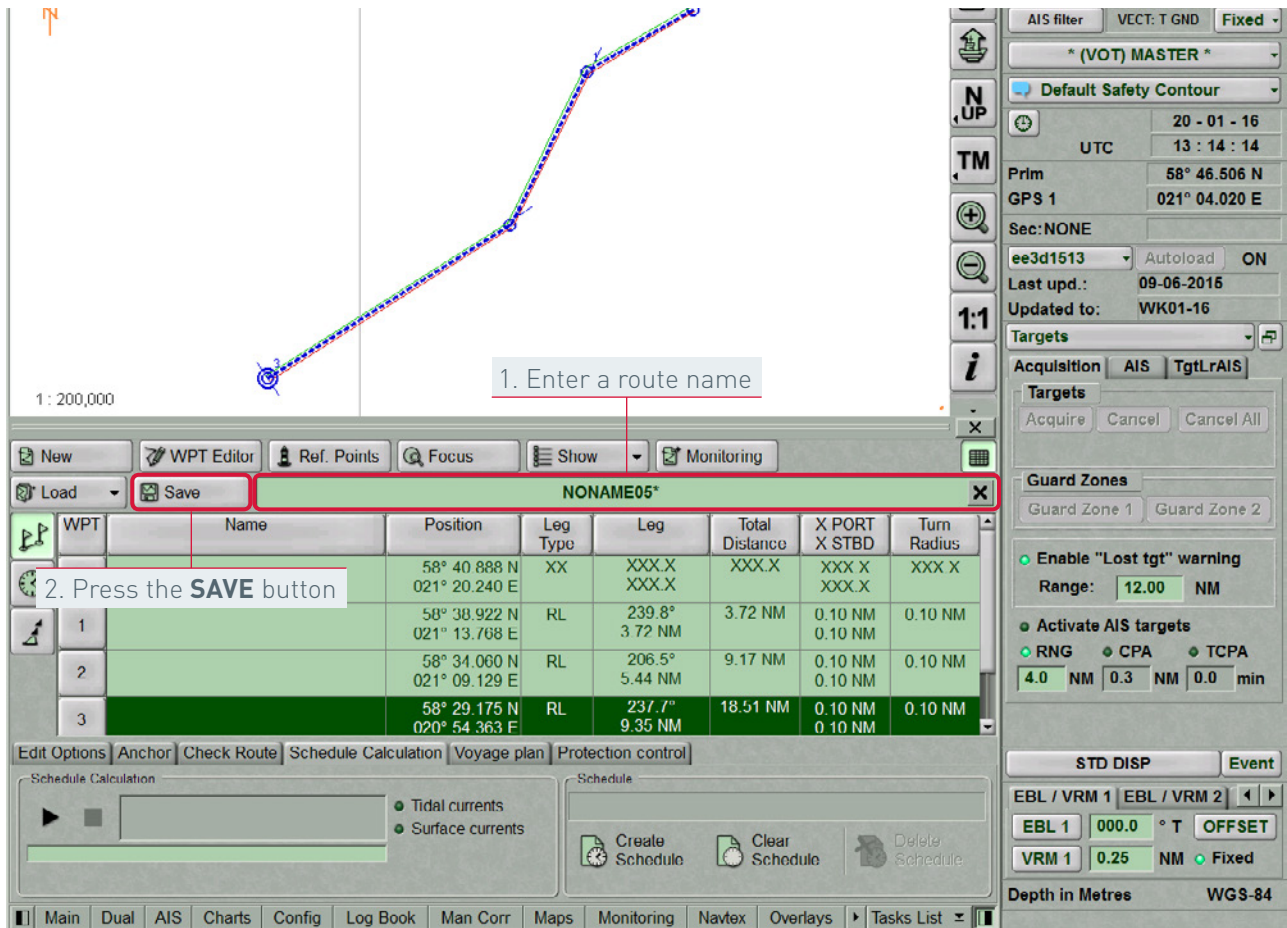 N
1 : 200,000
1. Enter a route name
N
UP
TM
1:1
i
New
WPT Editor
Ref. Points
Focus
Show
Monitoring
Load
Save
NONAME05*
2. Press the SAVE button
WPT Name Position Leg Type Leg Total Distance X PORT X STBD Turn Radius
58° 40.888 N XX XXX.X XXX.X XXX X XXX X
021° 20.240 E XXX.X XXX.X
1 58° 38.922 N RL 239.8° 3.72 NM 0.10 NM 0.10 NM
021° 13.768 E 3.72 NM 0.10 NM
2 58° 34.060 N RL 206.5° 9.17 NM 0.10 NM 0.10 NM
021° 09.129 E 5.44 NM 0.10 NM
3 58° 29.175 N RL 237.7° 18.51 NM 0.10 NM 0.10 NM
020° 54.363 E 9.35 NM 0.10 NM
Edit Options Anchor Check Route Schedule Calculation Voyage plan Protection control
Schedule Calculation
Tidal currents
Surface currents
Schedule
Create Schedule
Clear Schedule
Delete Schedule
Main Dual AIS Charts Config Log Book Man Corr Maps Monitoring Navtex Overlays Tasks List
AIS filter VECT: T GND Fixed
* (VOT) MASTER *
Default Safety Contour
20 - 01 - 16
UTC 13 : 14 : 14
Prim 58° 46.506 N
GPS 1 021° 04.020 E
Sec:NONE
ee3d1513 Autoload ON
Last upd.: 09-06-2015
Updated to: WK01-16
Targets
Acquisition AIS TgtLrAIS
Targets
Acquire Cancel Cancel All
Guard Zones
Guard Zone 1 Guard Zone 2
Enable "Lost tgt" warning
Range: 12.00 NM
Activate AIS targets
RNG CPA TCPA
4.0 NM 0.3 NM 0.0 min
STD DISP Event
EBL / VRM 1 EBL / VRM 2
EBL 1 000.0 ° T OFFSET
VRM 1 0.25 NM Fixed
Depth in Metres WGS-84